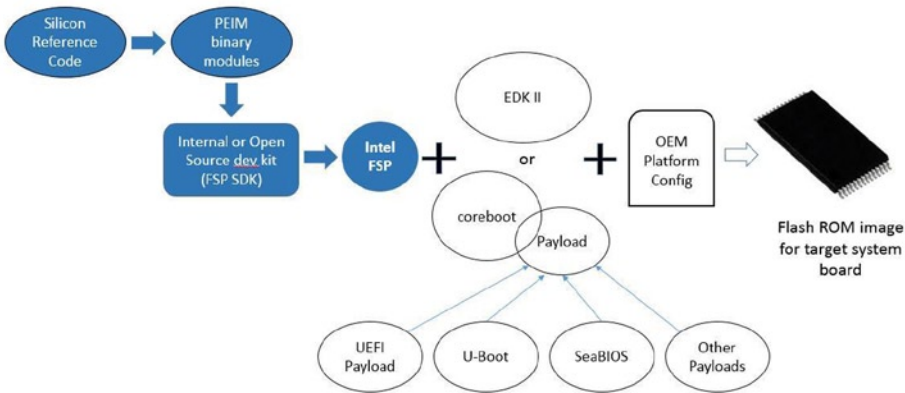 Silicon
Reference
Code
PEIM
binary
modules
Internal or Open
Source dev kit
(FSP SDK)
Intel
FSP
+
EDK II
or
coreboot
Payload
+
OEM
Platform
Config
Flash ROM image
for target system
board
UEFI
Payload
U-Boot
SeaBIOS
Other
Payloads